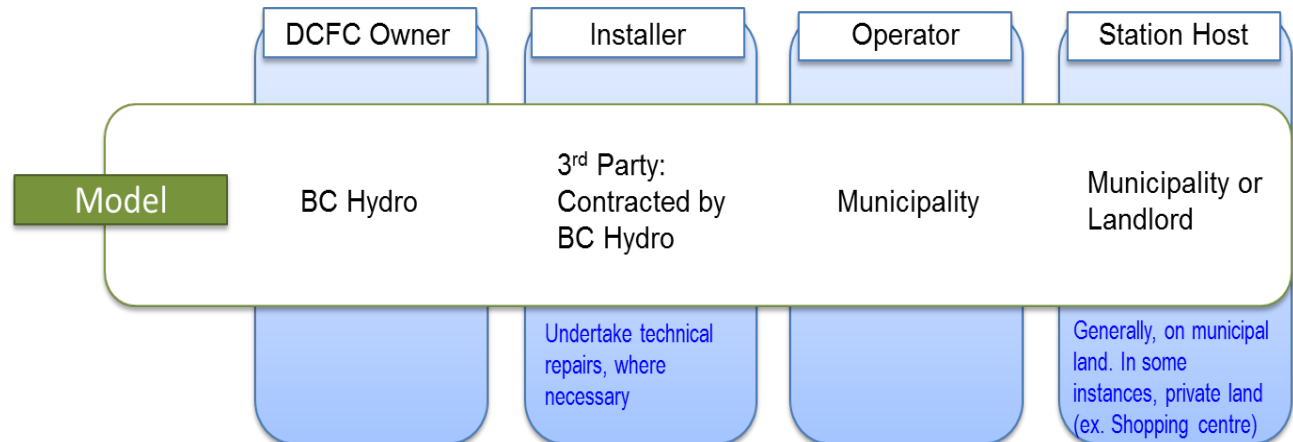 DCFC Owner
Installer
Operator
Station Host
Model
BC Hydro
3rd Party:
Contracted by
BC Hydro
Municipality
Municipality or
Landlord
Undertake technical
repairs, where
necessary
Generally, on municipal
land. In some
instances, private land
(ex. Shopping centre)